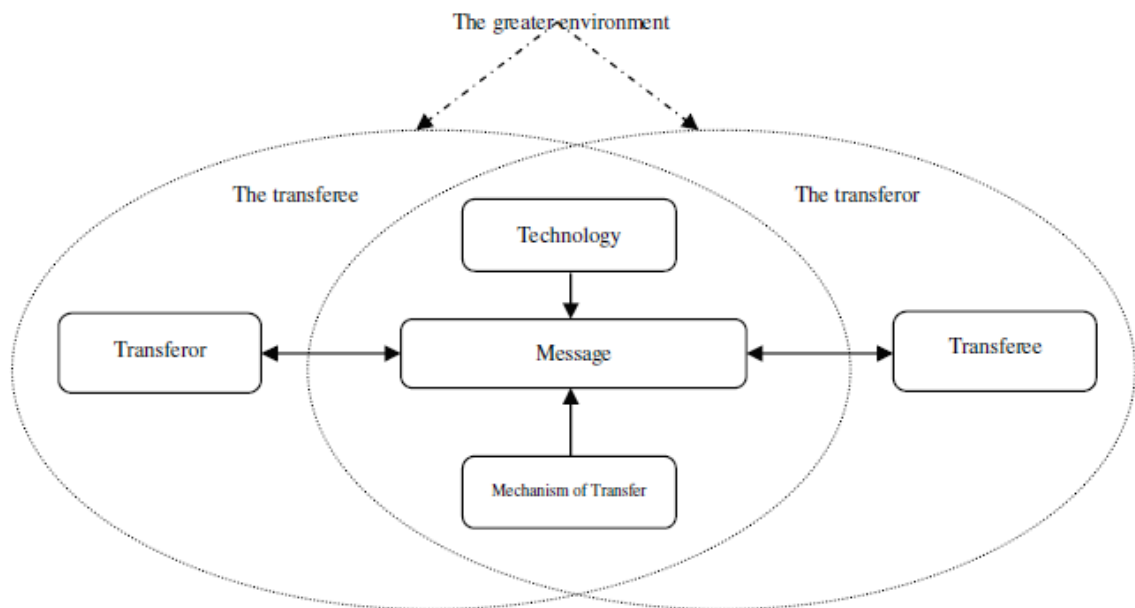 The greater environment
The transferee
The transferor
Technology
Transferor
Message
Transferee
Mechanism of Transfer